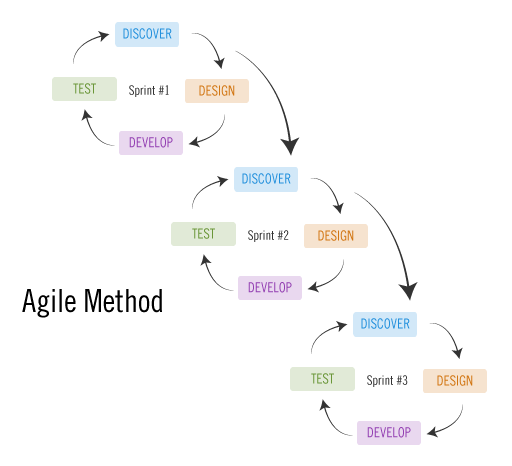 DISCOVER
TEST
Sprint #1
DESIGN
DEVELOP
DISCOVER
TEST
Sprint #2
DESIGN
DEVELOP
Agile Method
DISCOVER
TEST
Sprint #3
DESIGN
DEVELOP